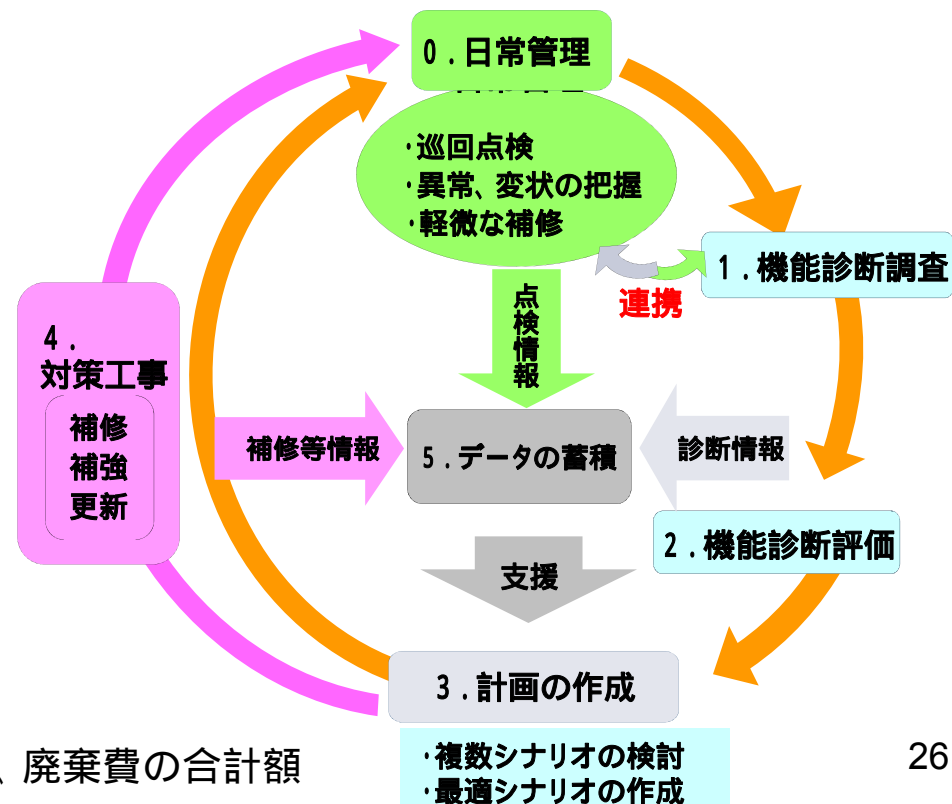 0．日常管理
・巡回点検
・異常、変状の把握
・軽微な補修
1．機能診断調査
連携
点検情報
4．
対策工事
補修
補強
更新
補修等情報
5．データの蓄積
診断情報
2．機能診断評価
支援
3．計画の作成
・複数シナリオの検討
・最適シナリオの作成
、廃棄費の合計額
26